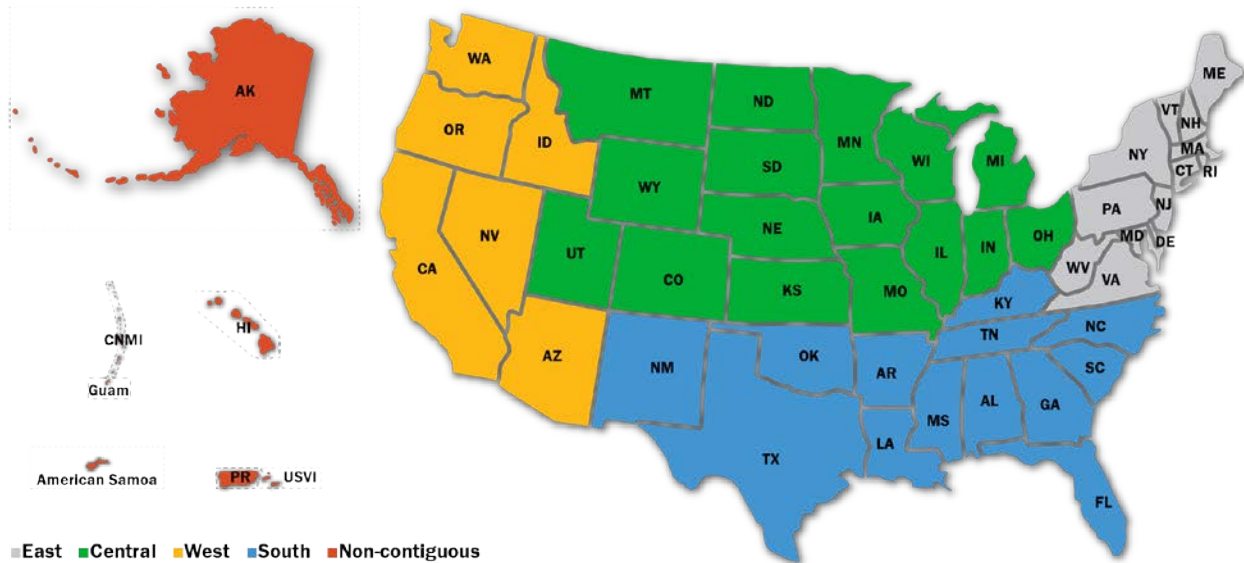 WA
ME
MT
ND
AK
VT
NH
OR
ID
MN
MA
NY
WI
MI
CT
RI
SD
WY
PA
NJ
IA
NE
NV
MD
DE
OH
IL
IN
UT
WV
CA
CO
VA
KS
MO
KY
HI
NC
CNMI
TN
AZ
OK
NM
AR
SC
Guam
AL
GA
MS
LA
TX
American Samoa
PR
USVI
FL
East
Central
West
South
Non-contiguous